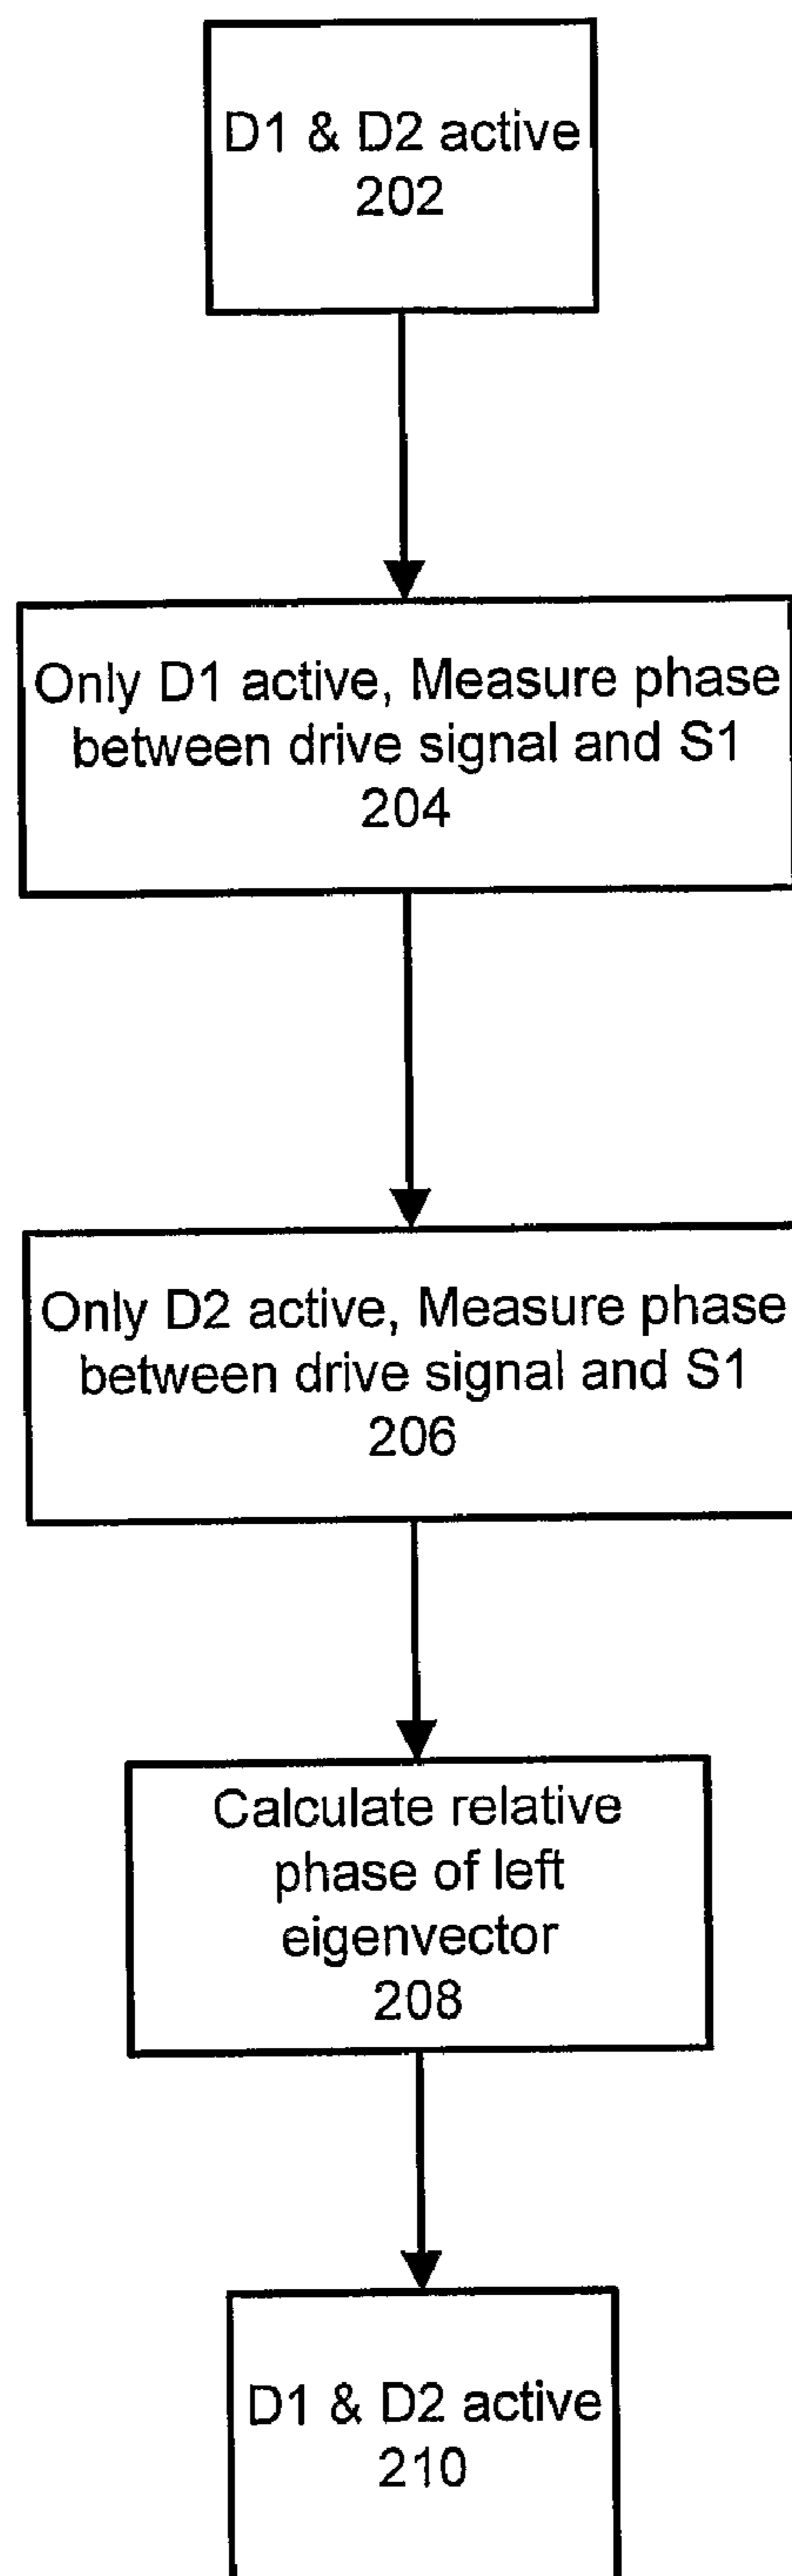 D1 & D2 active
202
Only D1 active, Measure phase
between drive signal and S1
204
Only D2 active, Measure phase
between drive signal and S1
206
Calculate relative
phase of left
eigenvector
208
D1 & D2 active
210